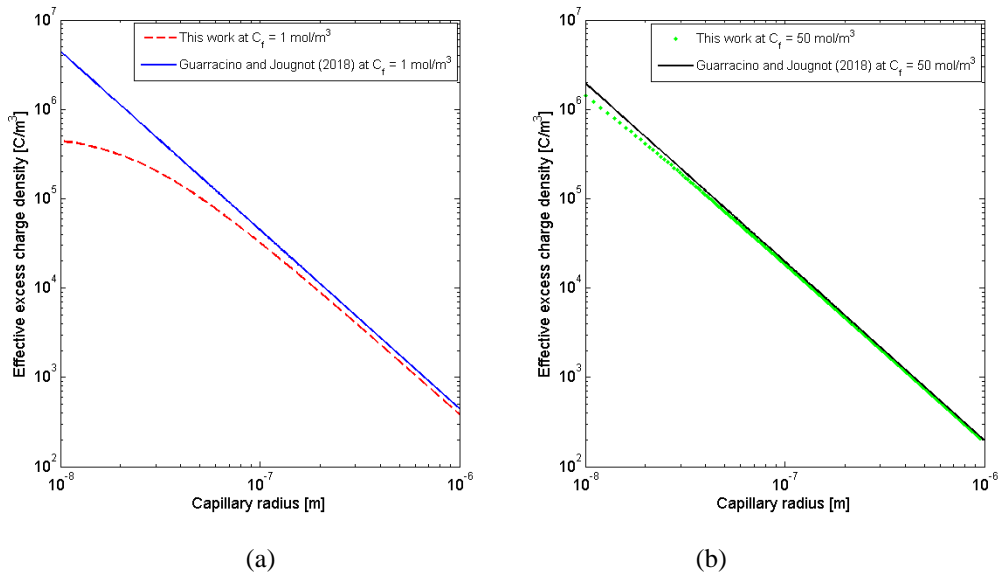 This work at C_f = 1 mol/m^3
Guarracino and Jougnot (2018) at C_f = 1 mol/m^3
10^7
10^6
10^5
10^4
10^3
10^2
Effective excess charge density [C/m^3]
10^-8
10^-7
10^-6
Capillary radius [m]
(a)
This work at C_f = 50 mol/m^3
Guarracino and Jougnot (2018) at C_f = 50 mol/m^3
10^7
10^6
10^5
10^4
10^3
10^2
Effective excess charge density [C/m^3]
10^-8
10^-7
10^-6
Capillary radius [m]
(b)